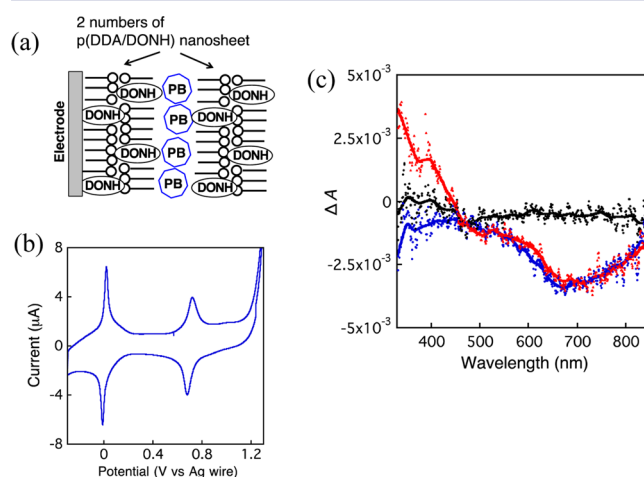 2 numbers of
p(DDA/DONH) nanosheet
(a)
Electrode
DONH
PB
DONH
DONH
PB
DONH
DONH
PB
DONH
DONH
PB
DONH
(b)
8
4
0
-4
-8
Current (μA)
0
0.4
0.8
1.2
Potential (V vs Ag wire)
(c)
5x10-3
2.5x10-3
0
-2.5x10-3
-5x10-3
Δ A
400
500
600
700
800
Wavelength (nm)